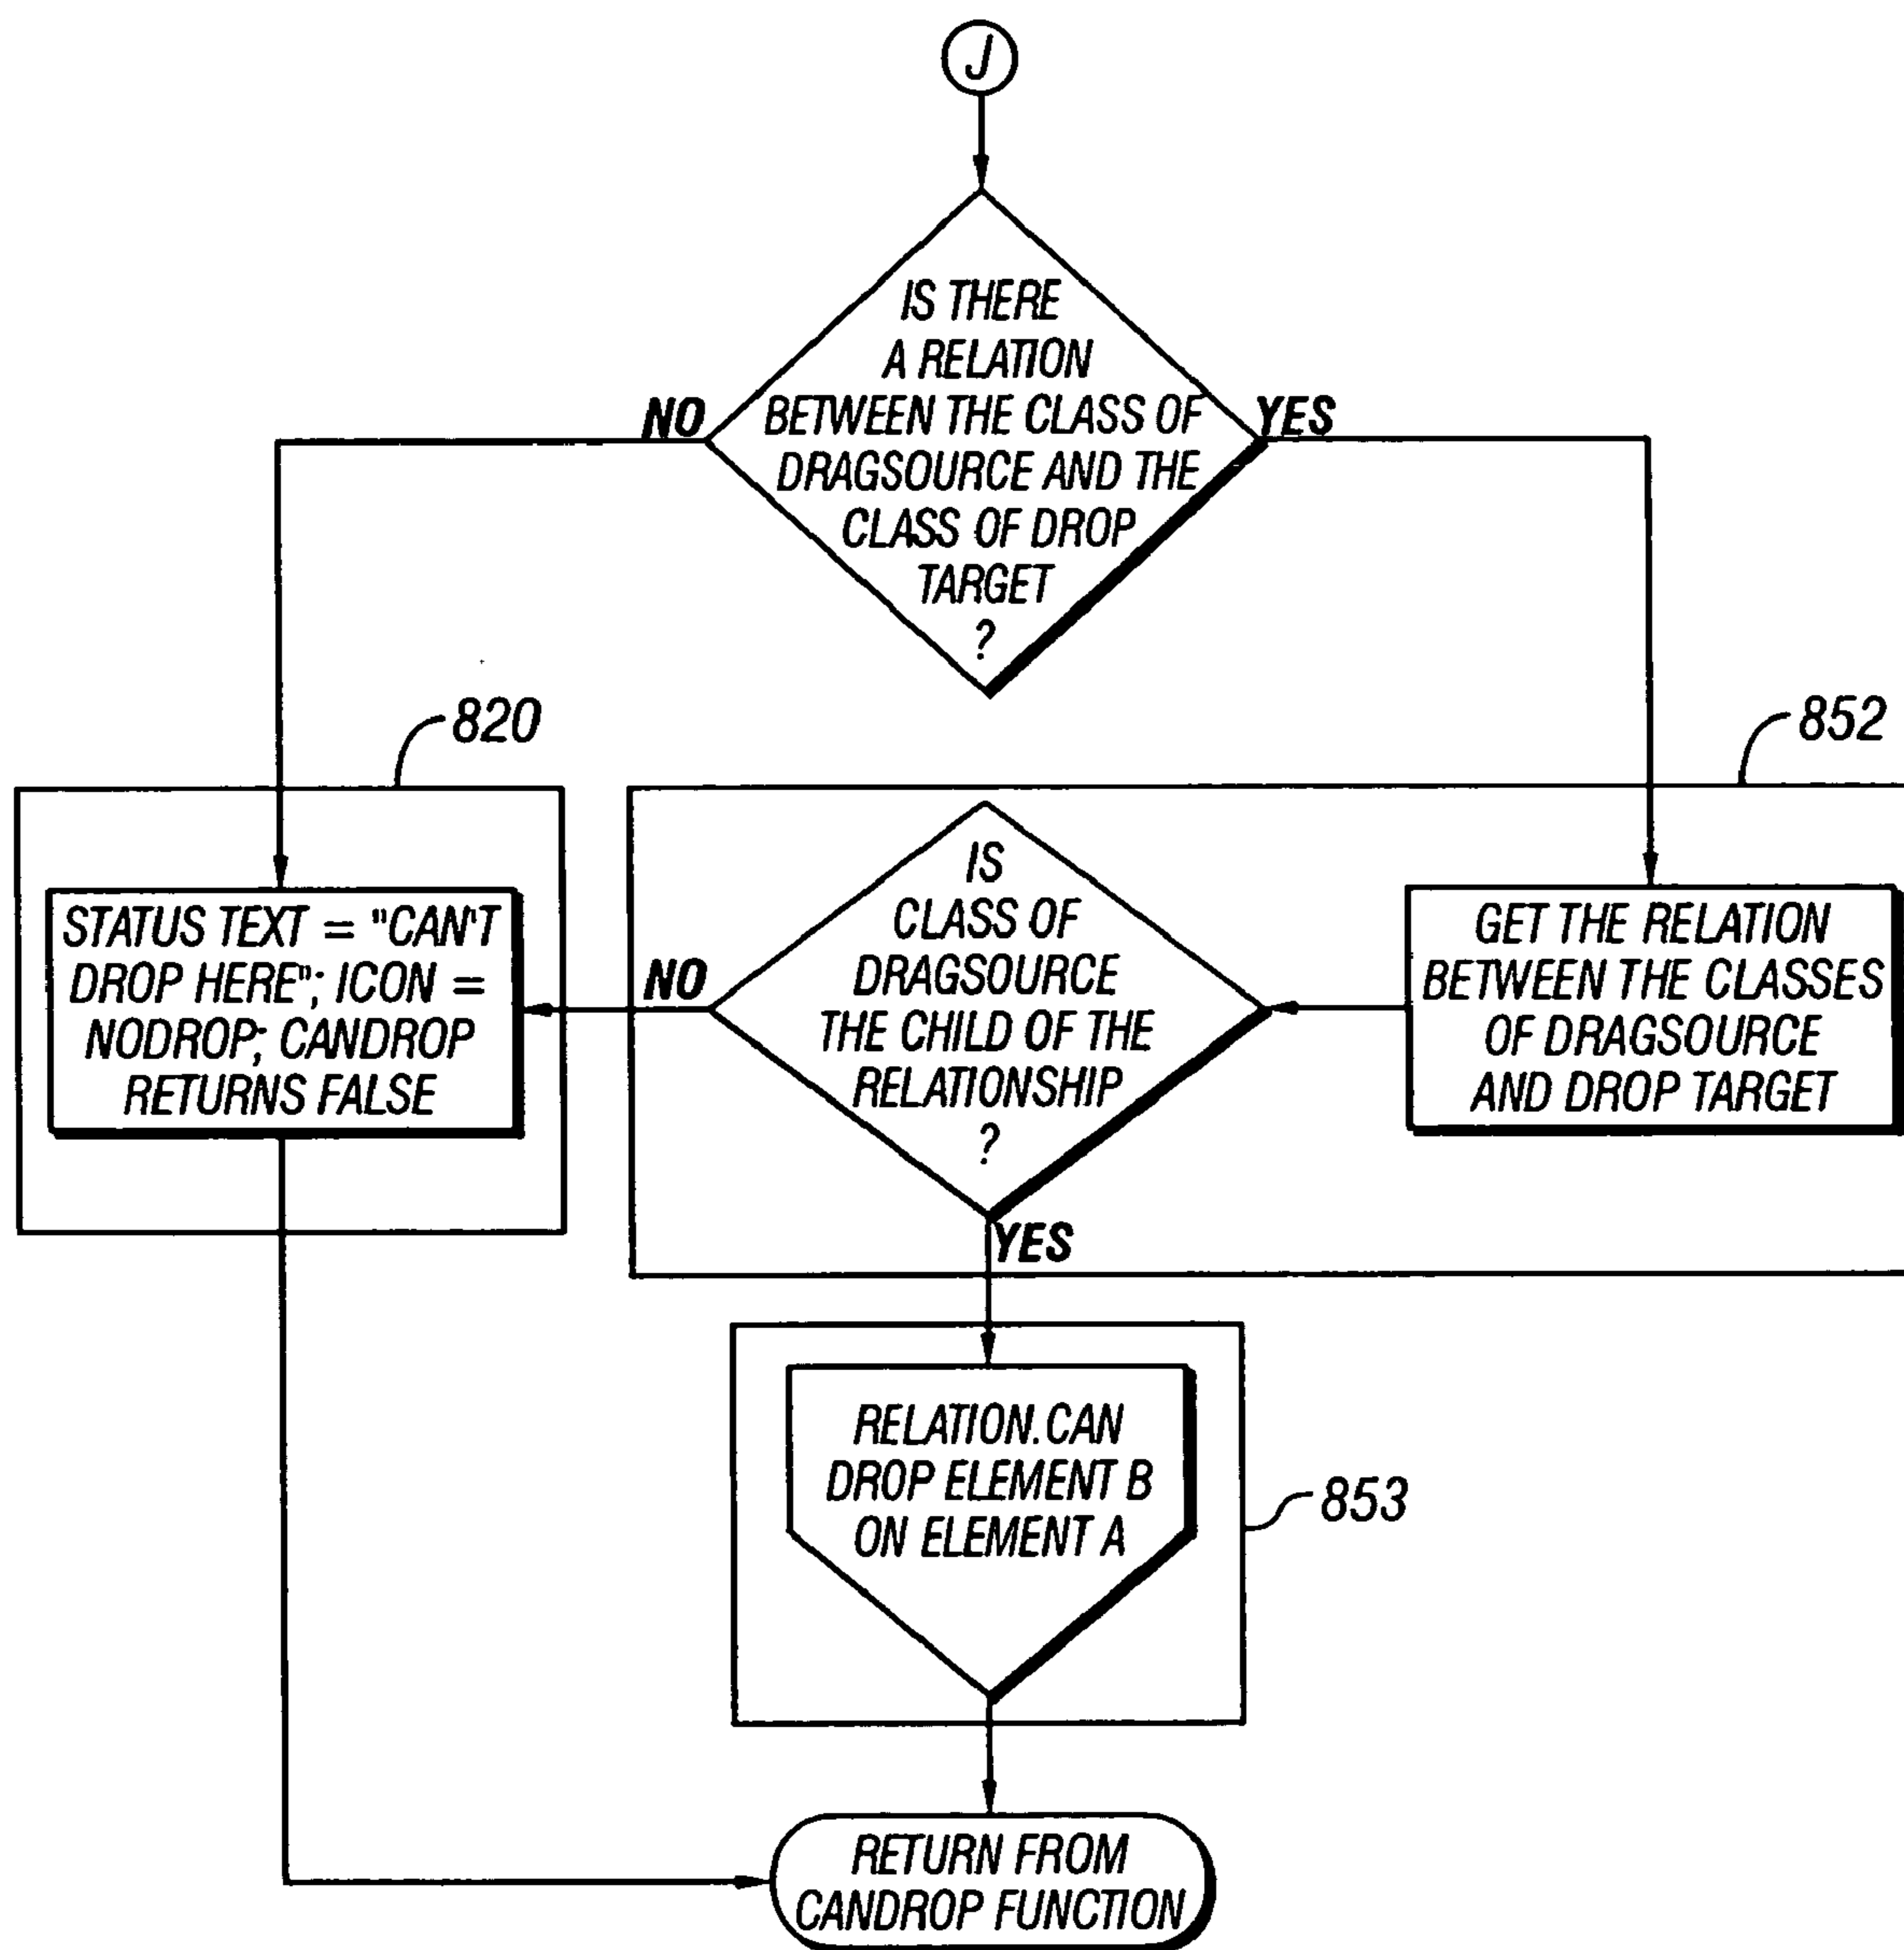 J
IS THERE
A RELATION
BETWEEN THE CLASS OF
DRAGSOURCE AND THE
CLASS OF DROP
TARGET
?
NO
YES
820
852
STATUS TEXT = "CAN'T
DROP HERE"; ICON =
NODROP; CANDROP
RETURNS FALSE
NO
IS
CLASS OF
DRAGSOURCE
THE CHILD OF THE
RELATIONSHIP
?
YES
GET THE RELATION
BETWEEN THE CLASSES
OF DRAGSOURCE
AND DROP TARGET
RELATION.CAN
DROP ELEMENT B
ON ELEMENT A
853
RETURN FROM
CANDROP FUNCTION